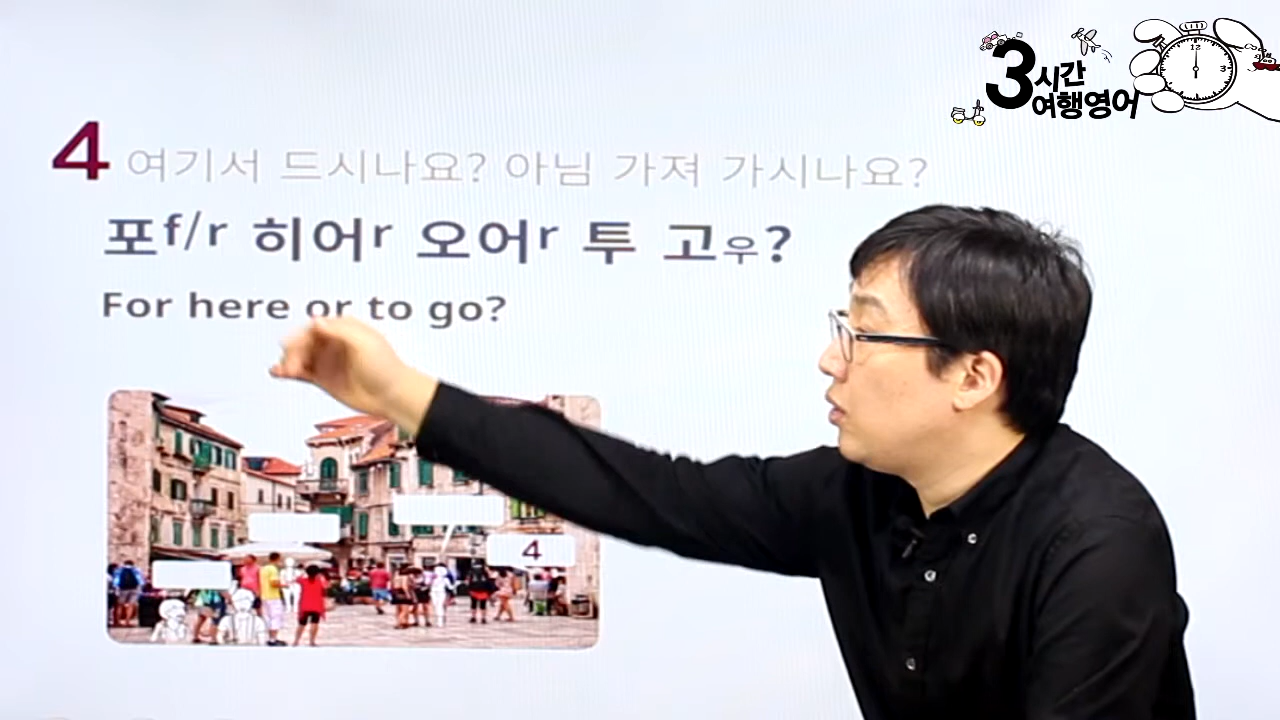 3시간
여행영어
12
3
4 여기서 드시나요? 아님 가져 가시나요?
포f/r 히어r 오어r 투 고우?
For here or to go?
4